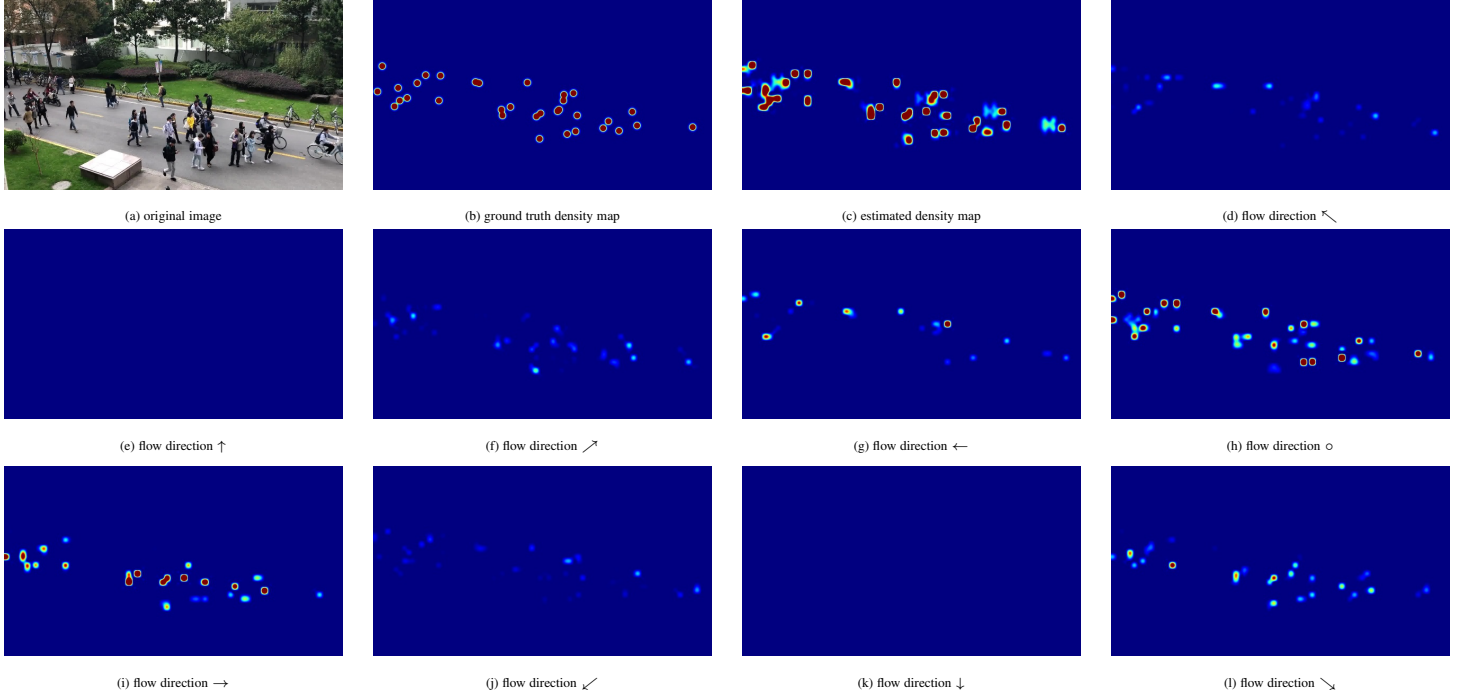 (a) original image
(b) ground truth density map
(c) estimated density map
(d) flow direction ↖
(e) flow direction ↑
(f) flow direction ↗
(g) flow direction ←
(h) flow direction ○
(i) flow direction →
(j) flow direction ↙
(k) flow direction ↓
(l) flow direction ↘